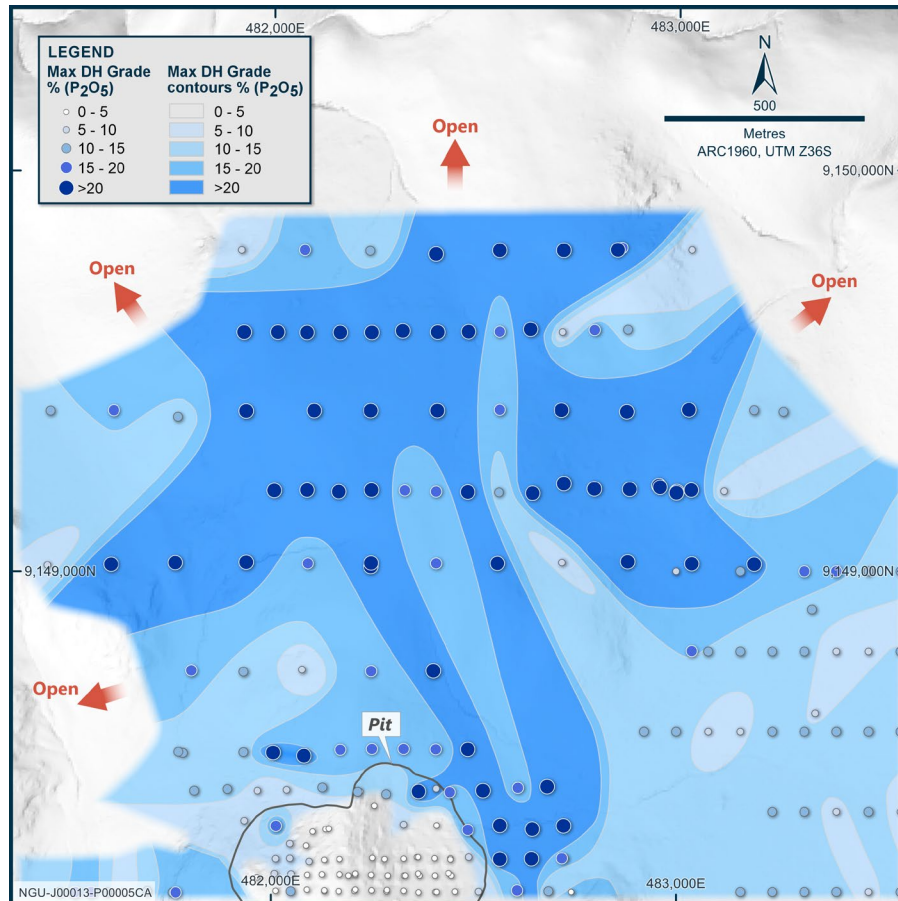 482,000E
483,000E
LEGEND
Max DH Grade % (P₂O₅)
0 - 5
5 - 10
10 - 15
15 - 20
>20
Max DH Grade contours % (P₂O₅)
0 - 5
5 - 10
10 - 15
15 - 20
>20
N
500
Metres
ARC1960, UTM Z36S
Open
9,150,000N
Open
Open
9,149,000N
9,149,000N
Open
Pit
NGU-J00013-P00005CA
482,000E
483,000E